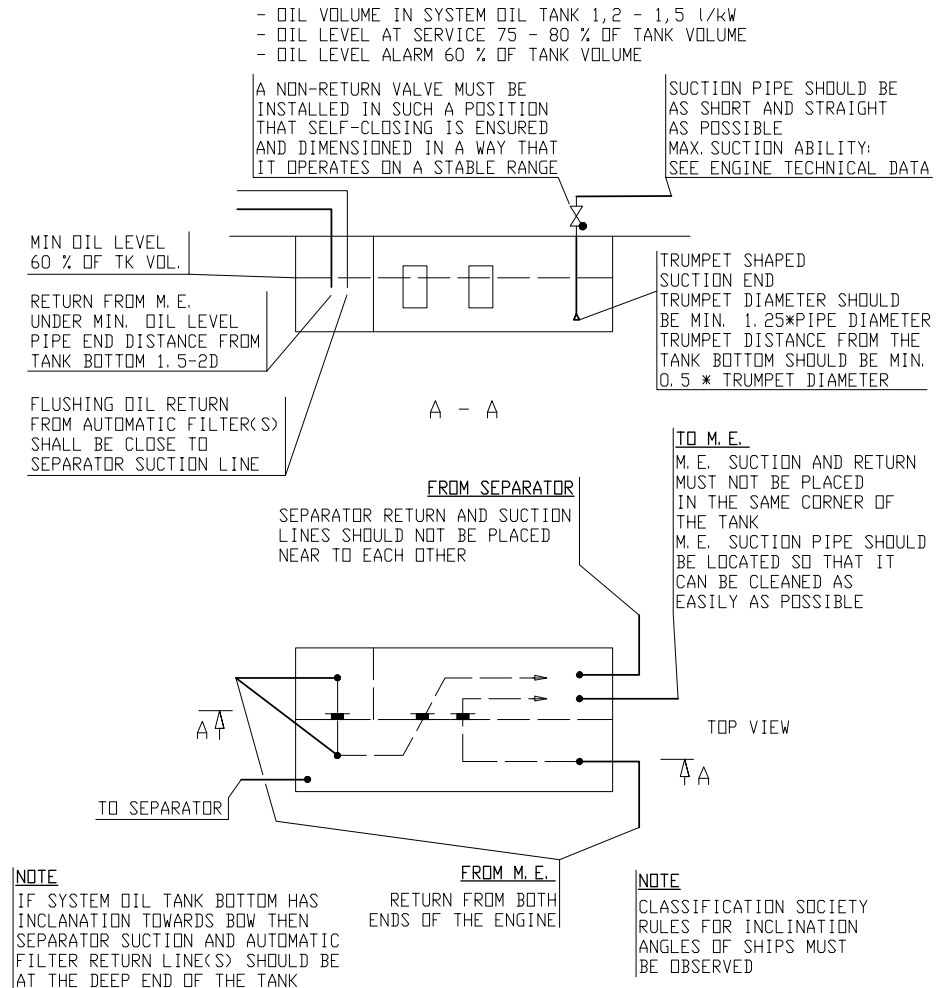 - OIL VOLUME IN SYSTEM OIL TANK 1,2 - 1,5 l/kW
- OIL LEVEL AT SERVICE 75 - 80 % OF TANK VOLUME
- OIL LEVEL ALARM 60 % OF TANK VOLUME
A NON-RETURN VALVE MUST BE
INSTALLED IN SUCH A POSITION
THAT SELF-CLOSING IS ENSURED
AND DIMENSIONED IN A WAY THAT
IT OPERATES ON A STABLE RANGE
SUCTION PIPE SHOULD BE
AS SHORT AND STRAIGHT
AS POSSIBLE
MAX. SUCTION ABILITY:
SEE ENGINE TECHNICAL DATA
MIN OIL LEVEL
60 % OF TK VOL.
RETURN FROM M.E.
UNDER MIN. OIL LEVEL
PIPE END DISTANCE FROM
TANK BOTTOM 1.5-2D
FLUSHING OIL RETURN
FROM AUTOMATIC FILTER(S)
SHALL BE CLOSE TO
SEPARATOR SUCTION LINE
TRUMPET SHAPED
SUCTION END
TRUMPET DIAMETER SHOULD
BE MIN. 1.25*PIPE DIAMETER
TRUMPET DISTANCE FROM THE
TANK BOTTOM SHOULD BE MIN.
0.5 * TRUMPET DIAMETER
A - A
FROM SEPARATOR
SEPARATOR RETURN AND SUCTION
LINES SHOULD NOT BE PLACED
NEAR TO EACH OTHER
TO M.E.
M.E. SUCTION AND RETURN
MUST NOT BE PLACED
IN THE SAME CORNER OF
THE TANK
M.E. SUCTION PIPE SHOULD
BE LOCATED SO THAT IT
CAN BE CLEANED AS
EASILY AS POSSIBLE
A
TOP VIEW
A
TO SEPARATOR
FROM M.E.
RETURN FROM BOTH
ENDS OF THE ENGINE
NOTE
IF SYSTEM OIL TANK BOTTOM HAS
INCLANATION TOWARDS BOW THEN
SEPARATOR SUCTION AND AUTOMATIC
FILTER RETURN LINE(S) SHOULD BE
AT THE DEEP END OF THE TANK
NOTE
CLASSIFICATION SOCIETY
RULES FOR INCLINATION
ANGLES OF SHIPS MUST
BE OBSERVED